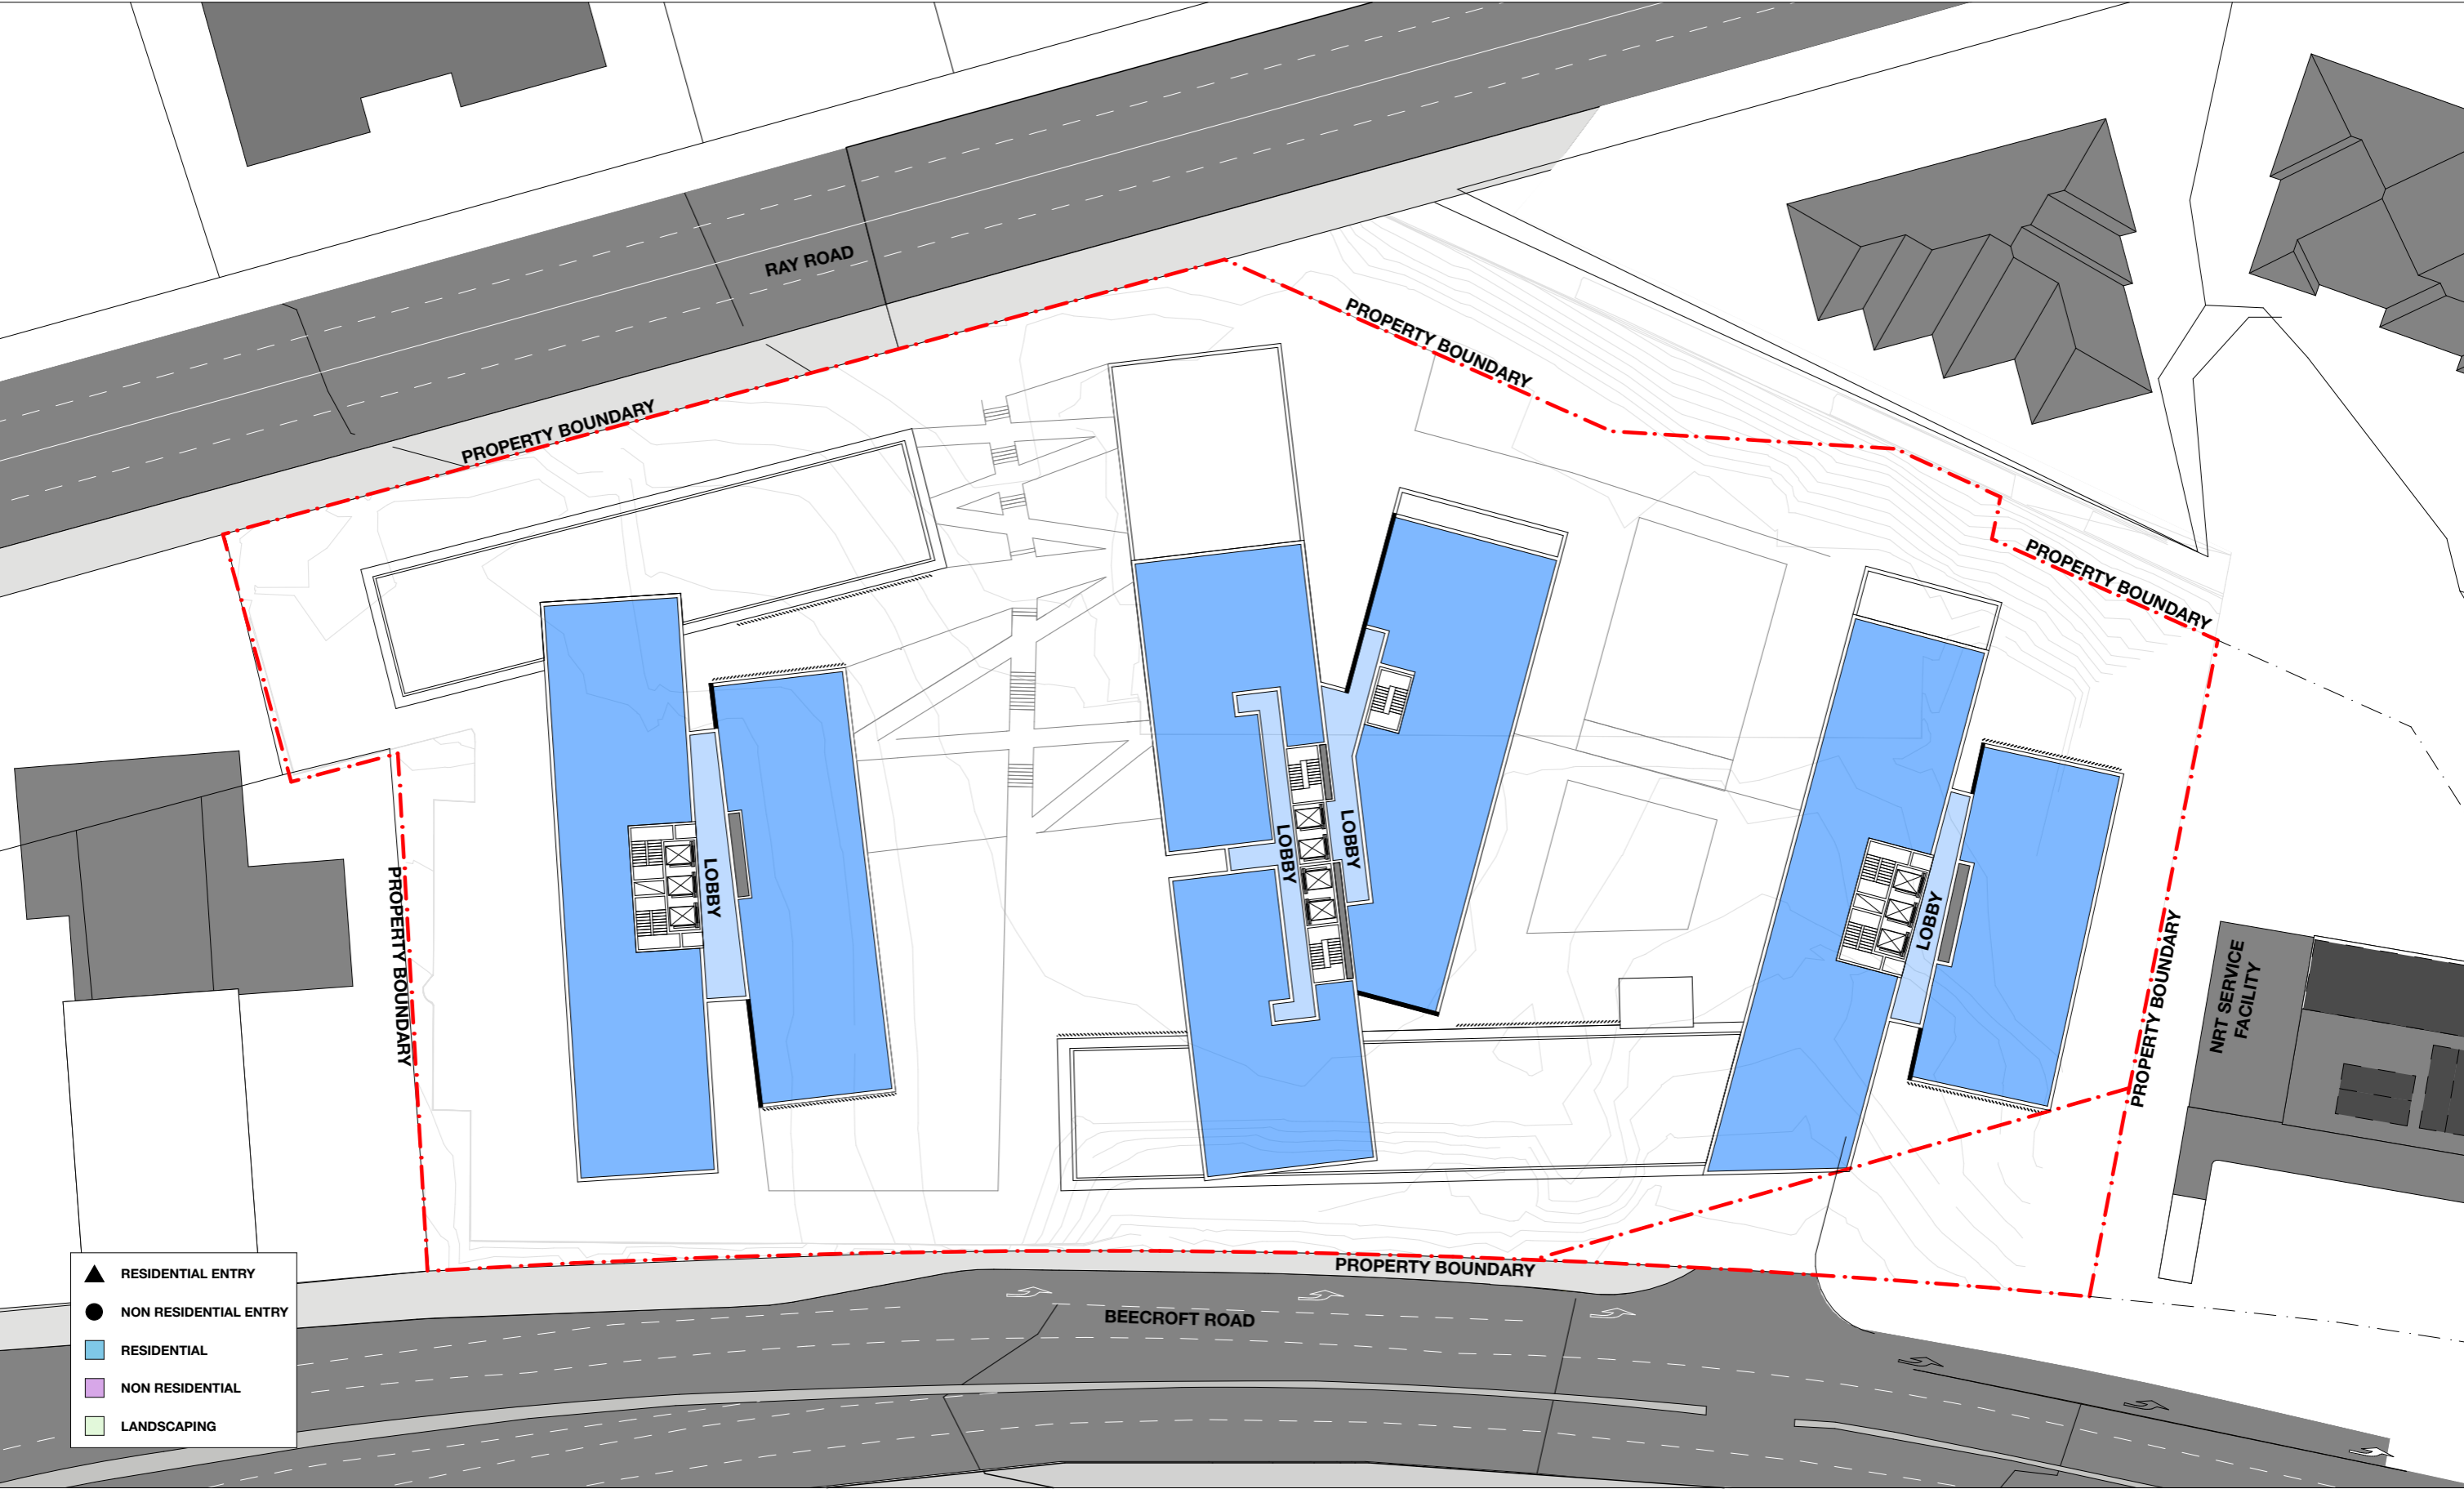 RAY ROAD
PROPERTY BOUNDARY
PROPERTY BOUNDARY
PROPERTY BOUNDARY
LOBBY
LOBBY
LOBBY
LOBBY
PROPERTY BOUNDARY
PROPERTY BOUNDARY
NRT SERVICE
FACILITY
PROPERTY BOUNDARY
BEECROFT ROAD
RESIDENTIAL ENTRY
NON RESIDENTIAL ENTRY
RESIDENTIAL
NON RESIDENTIAL
LANDSCAPING